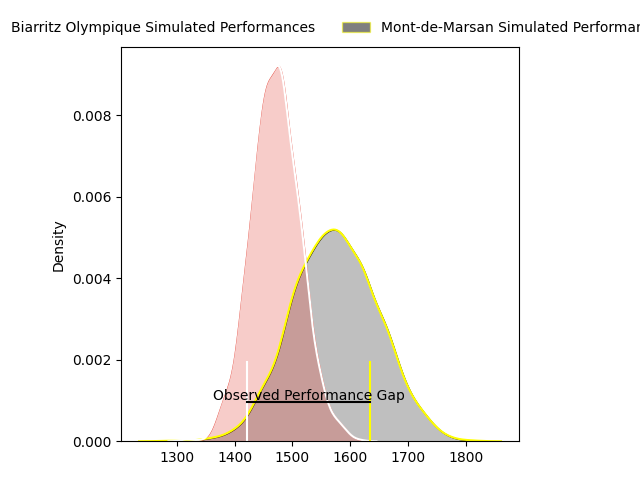 Biarritz Olympique Simulated Performances
Mont-de-Marsan Simulated Performan
0.008
0.006
Density
0.004
0.002
Observed Performance Gap
0.000
1300 1400 1500 1600 1700 1800